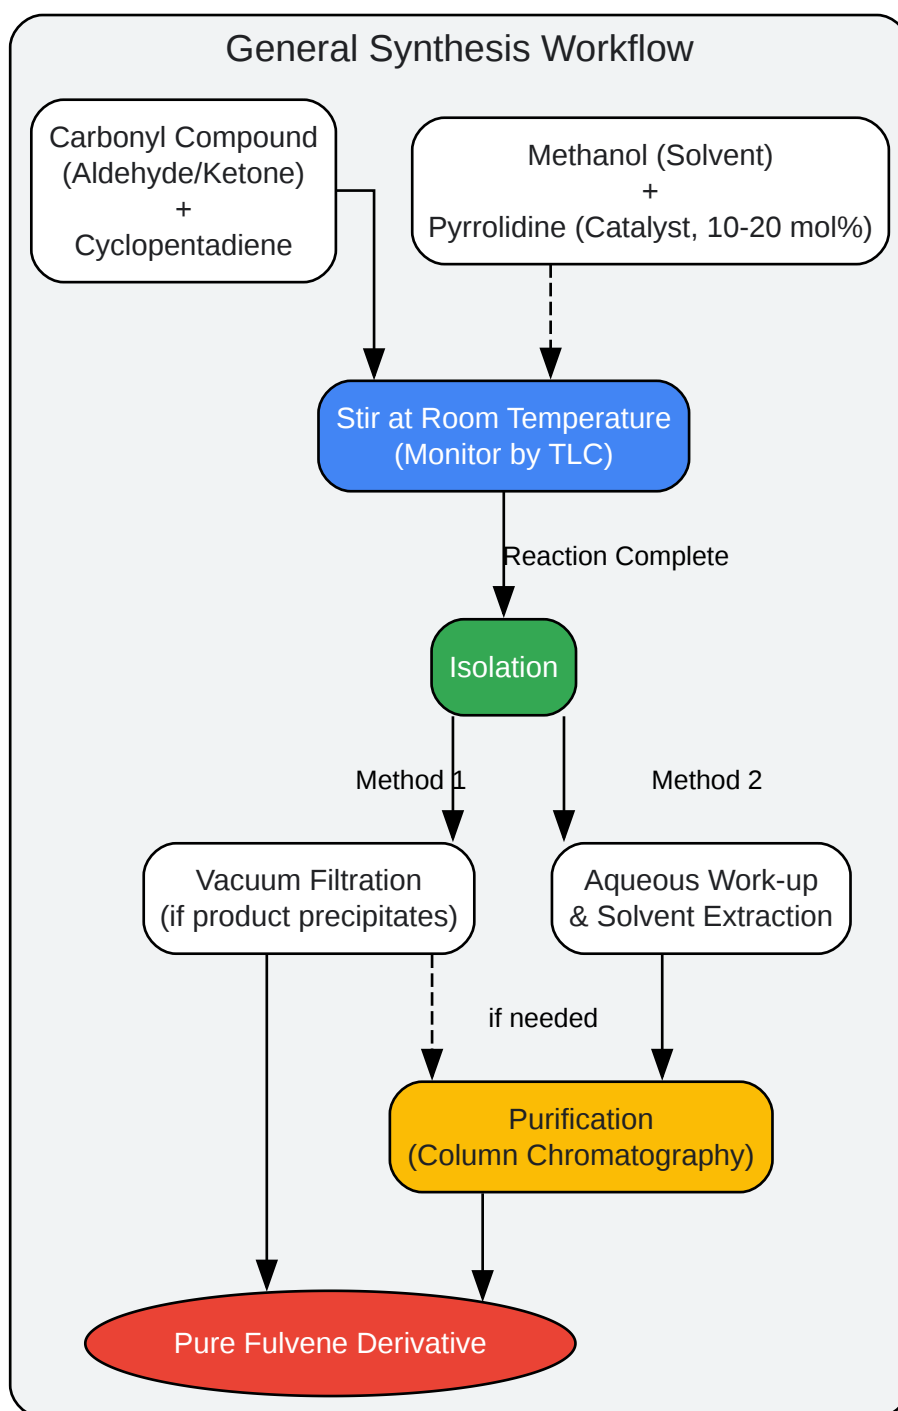 General Synthesis Workflow
Carbonyl Compound
(Aldehyde/Ketone)
+
Cyclopentadiene
Methanol (Solvent)
+
Pyrrolidine (Catalyst, 10-20 mol%)
Stir at Room Temperature
(Monitor by TLC)
Reaction Complete
Isolation
Method 1
Method 2
Vacuum Filtration
(if product precipitates)
Aqueous Work-up
& Solvent Extraction
if needed
Purification
(Column Chromatography)
Pure Fulvene Derivative